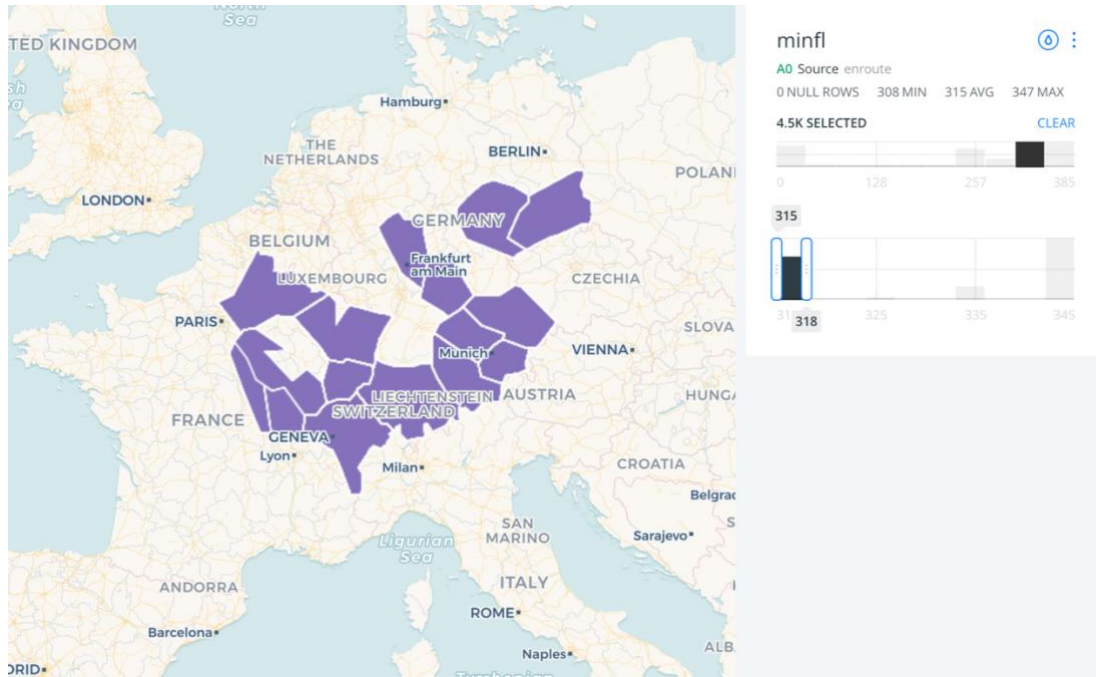 North
Sea
TED KINGDOM
Hamburg
THE
NETHERLANDS
BERLIN
POLAN
LONDON
GERMANY
BELGIUM
Frankfurt
am Main
LUXEMBOURG
CZECHIA
PARIS
SLOVA
Munich
VIENNA
LIECHTENSTEIN
AUSTRIA
HUNGA
SWITZERLAND
FRANCE
GENEVA
Lyon
Milan
CROATIA
Belgrad
SAN
MARINO
Sarajevo
Ligurian
Sea
ANDORRA
ITALY
ROME
Barcelona
Naples
ALB
DRID
minfl
A0 Source enroute
0 NULL ROWS 308 MIN 315 AVG 347 MAX
4.5K SELECTED CLEAR
0 128 257 385
315
325 335 345
318